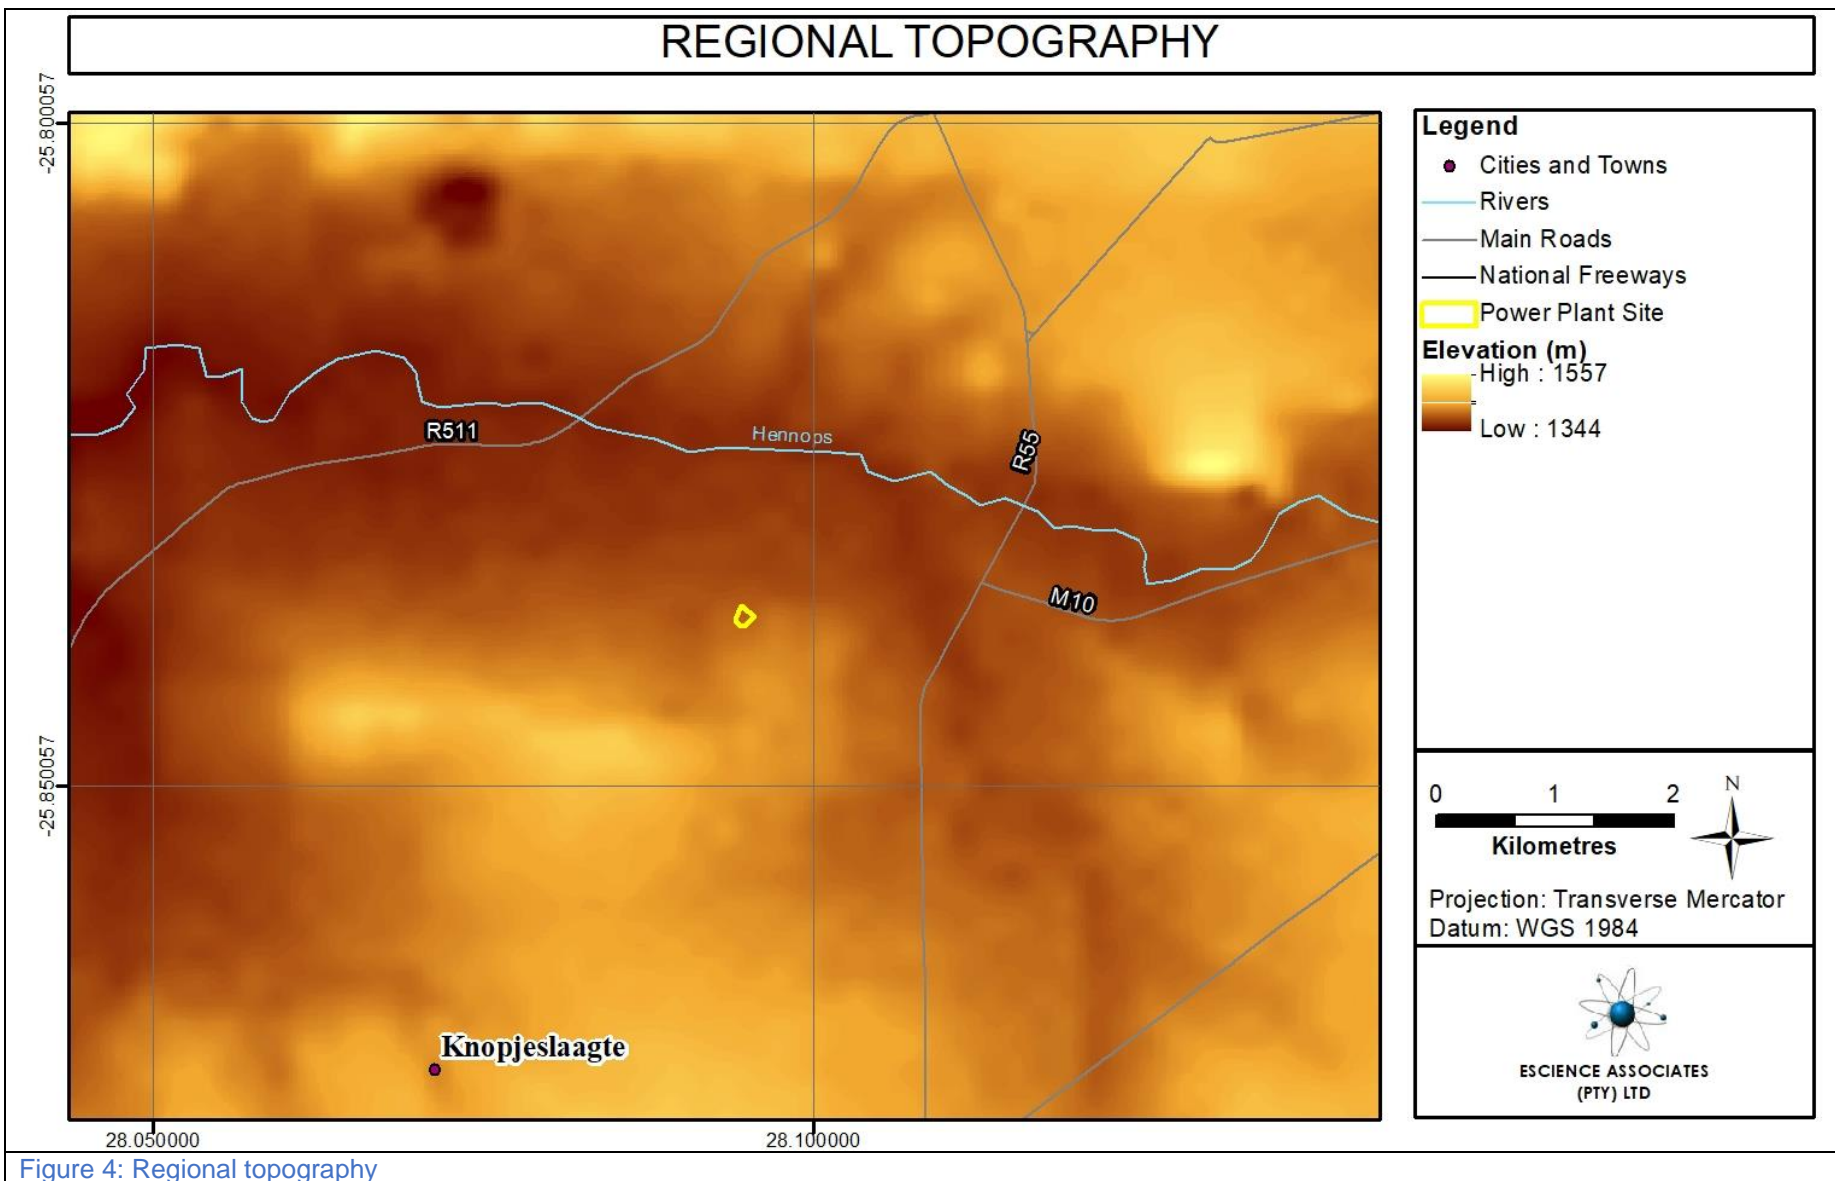 REGIONAL TOPOGRAPHY
-25.800057
-25.850057
28.050000
28.100000
R511
Hennops
R55
M10
Knopjeslaagte
Legend
Cities and Towns
Rivers
Main Roads
National Freeways
Power Plant Site
Elevation (m)
High : 1557
Low : 1344
0 1 2
Kilometres
N
Projection: Transverse Mercator
Datum: WGS 1984
ESCIENCE ASSOCIATES
(PTY) LTD
Figure 4: Regional topography